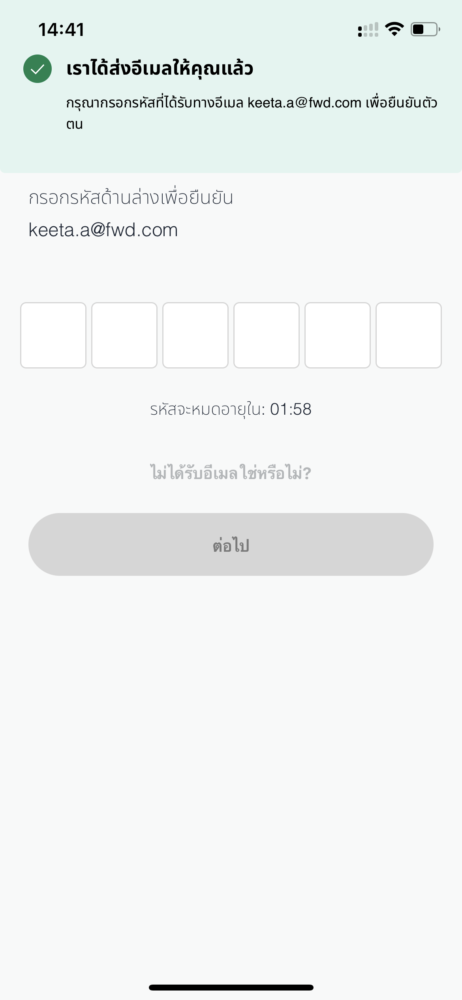 14:41
เราได้ส่งอีเมลให้คุณแล้ว
กรุณากรอกรหัสที่ได้รับทางอีเมล keeta.a@fwd.com เพื่อยืนยันตัว
ตน
กรอกรหัสด้านล่างเพื่อยืนยัน
keeta.a@fwd.com
รหัสจะหมดอายุใน: 01:58
ไม่ได้รับอีเมล ใช่หรือไม่?
ต่อไป